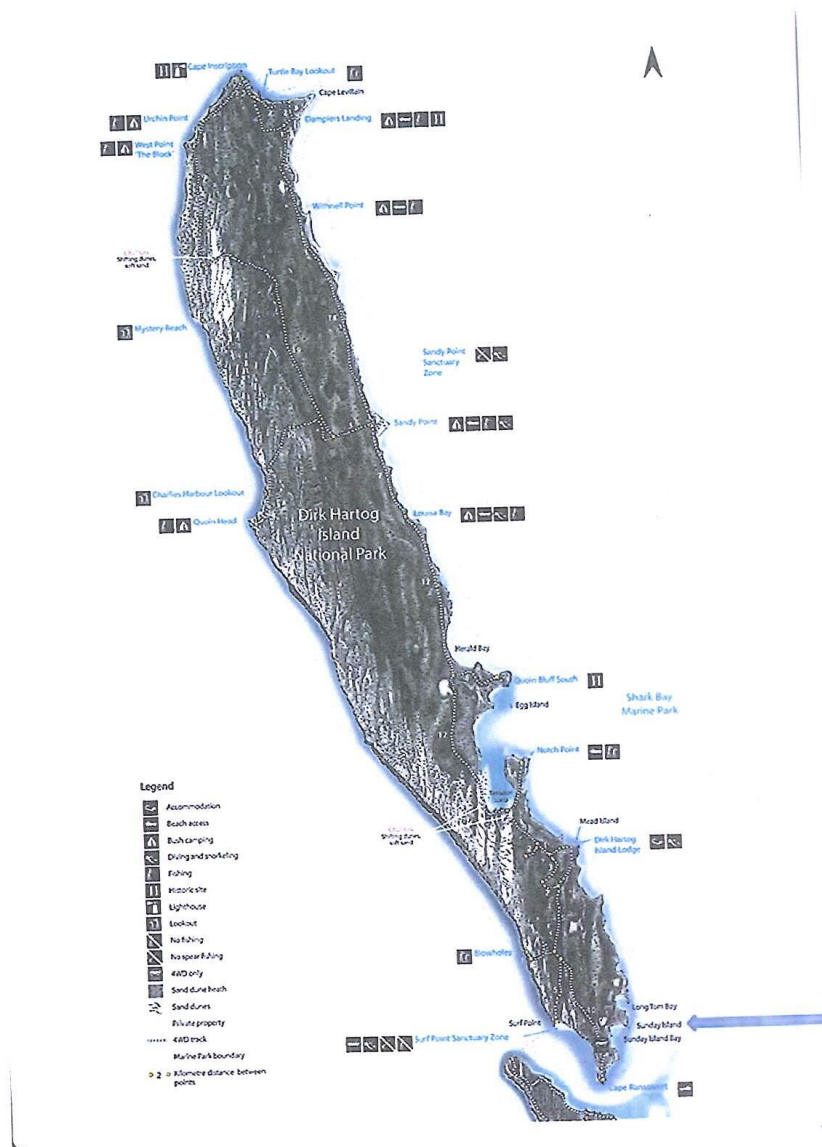 Cape Inscription
Turtle Bay Lookout
Cape Levillain
Urchin Point
Dampiers Landing
West Point
'The Block'
Withnell Point
Shifting dunes,
soft sand
Mystery Beach
Sandy Point
Sanctuary
Zone
Sandy Point
Charlies Harbour Lookout
Quoin Head
Louisa Bay
Dirk Hartog
Island
National Park
12
Herald Bay
Quoin Bluff South
Egg Island
Shark Bay
Marine Park
17
Notch Point
Legend
Accommodation
Beach access
Bush camping
Diving and snorkeling
Fishing
Historic site
Lighthouse
Lookout
No fishing
No spear fishing
4WD only
Sand dune heath
Sand dunes
Private property
4WD track
Marine Park boundary
2 Kilometre distance between
points
Shifting dunes,
soft sand
Mead Island
Dirk Hartog
Island Lodge
Blowholes
Long Tom Bay
Surf Point
Sunday Island
Sunday Island Bay
Surf Point Sanctuary Zone
Cape Ransonnet